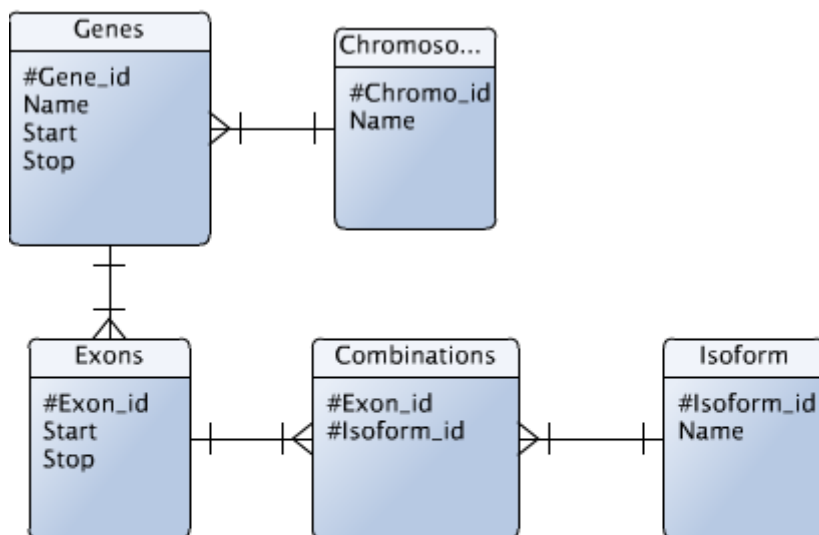 Genes
#Gene_id
Name
Start
Stop
Chromoso...
#Chromo_id
Name
Exons
#Exon_id
Start
Stop
Combinations
#Exon_id
#Isoform_id
Isoform
#Isoform_id
Name